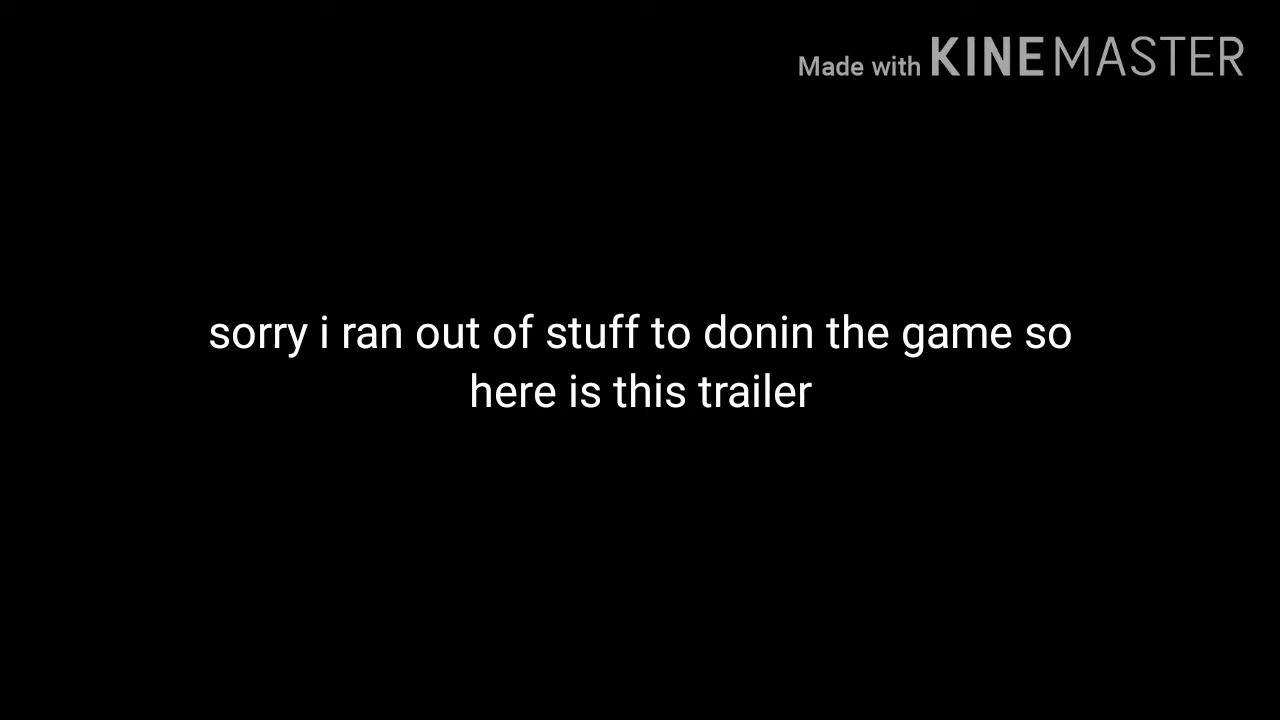 Made with KINEMASTER
sorry i ran out of stuff to donin the game so
here is this trailer